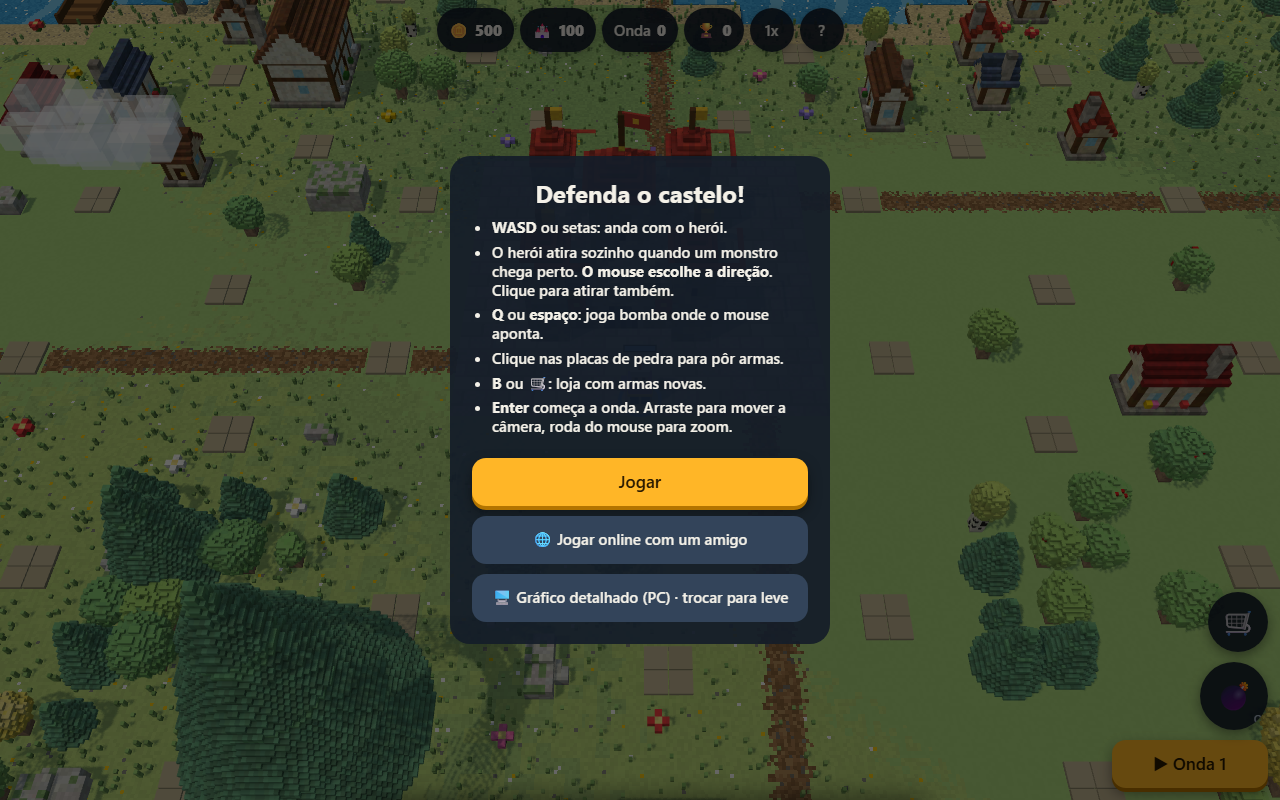 500
100
Onda 0
0
1x
?
Defenda o castelo!
WASD ou setas: anda com o herói.
O herói atira sozinho quando um monstro
chega perto. O mouse escolhe a direção.
Clique para atirar também.
Q ou espaço: joga bomba onde o mouse
aponta.
Clique nas placas de pedra para pôr armas.
B ou 🛒: loja com armas novas.
Enter começa a onda. Arraste para mover a
câmera, roda do mouse para zoom.
Jogar
🌐 Jogar online com um amigo
🖥️ Gráfico detalhado (PC) · trocar para leve
▶ Onda 1